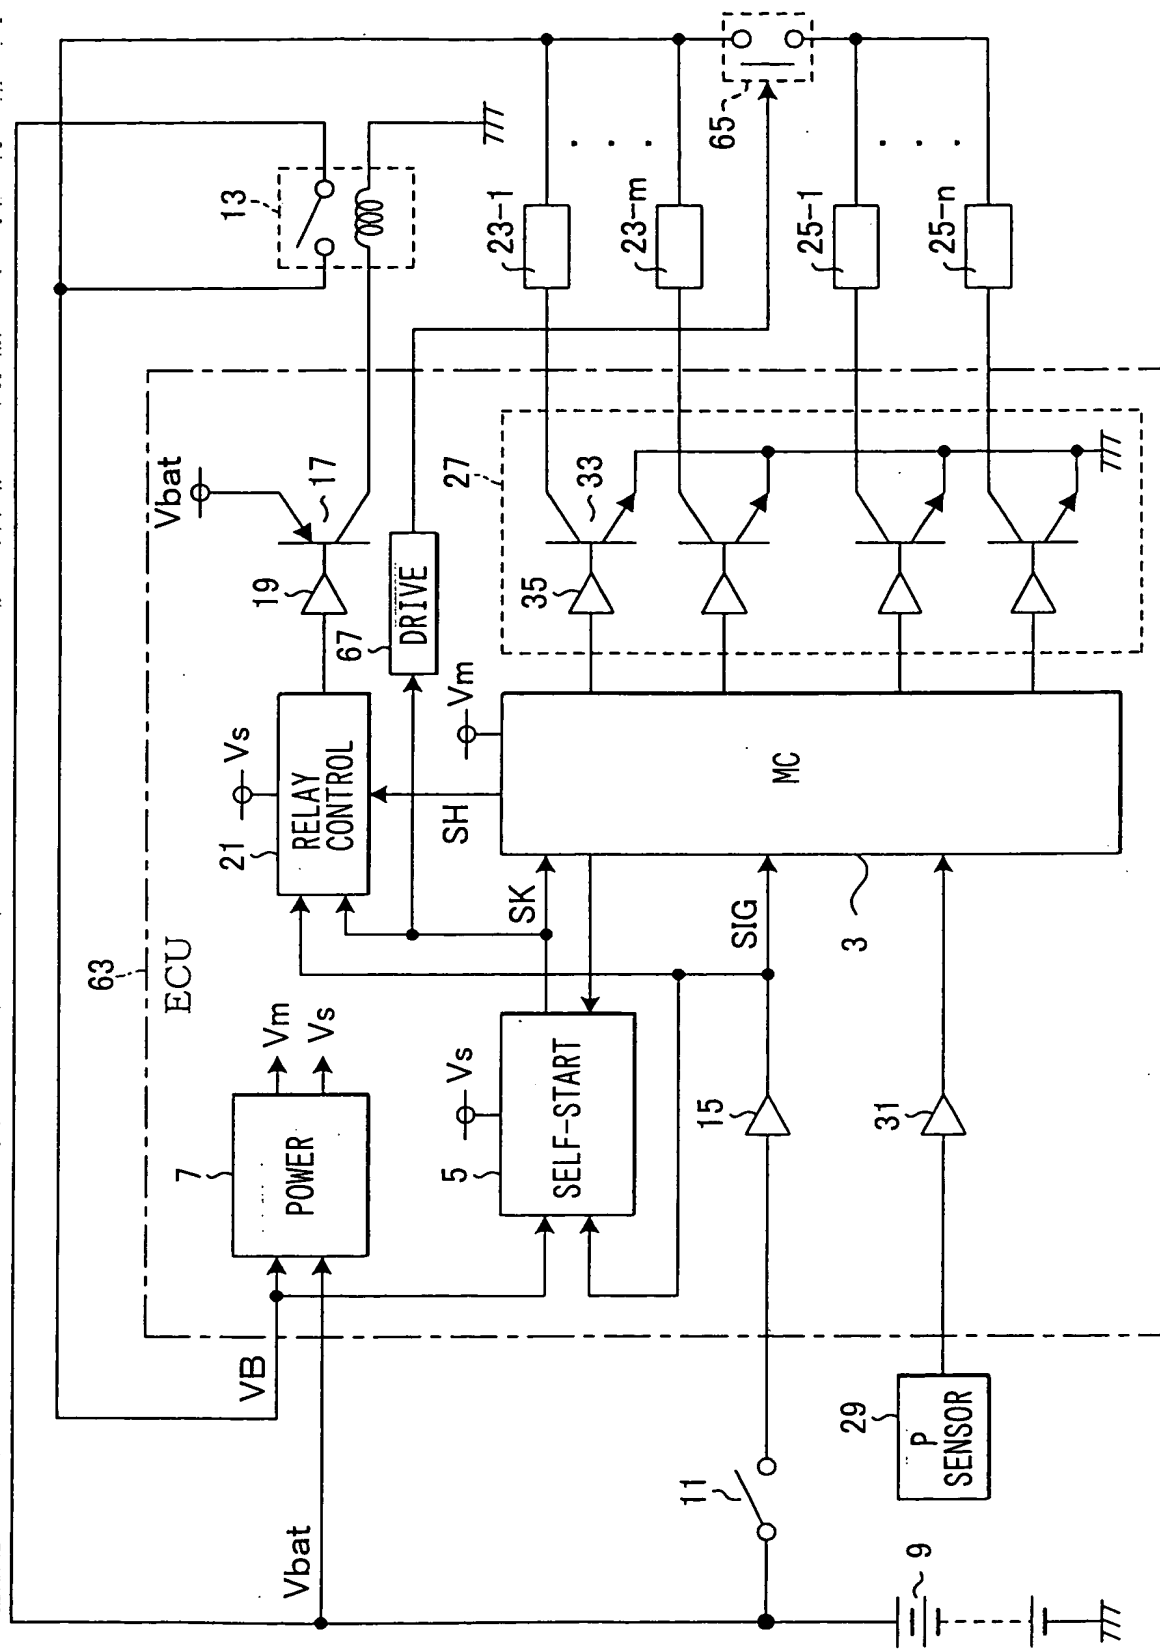 13
65
23-1
23-m
25-1
25-n
63
ECU
Vbat
17
19
67
DRIVE
27
33
35
Vs
21
RELAY
CONTROL
Vm
SH
MC
3
SK
SIG
7
POWER
Vm
Vs
Vs
5
SELF-START
15
31
VB
Vbat
11
29
P
SENSOR
9